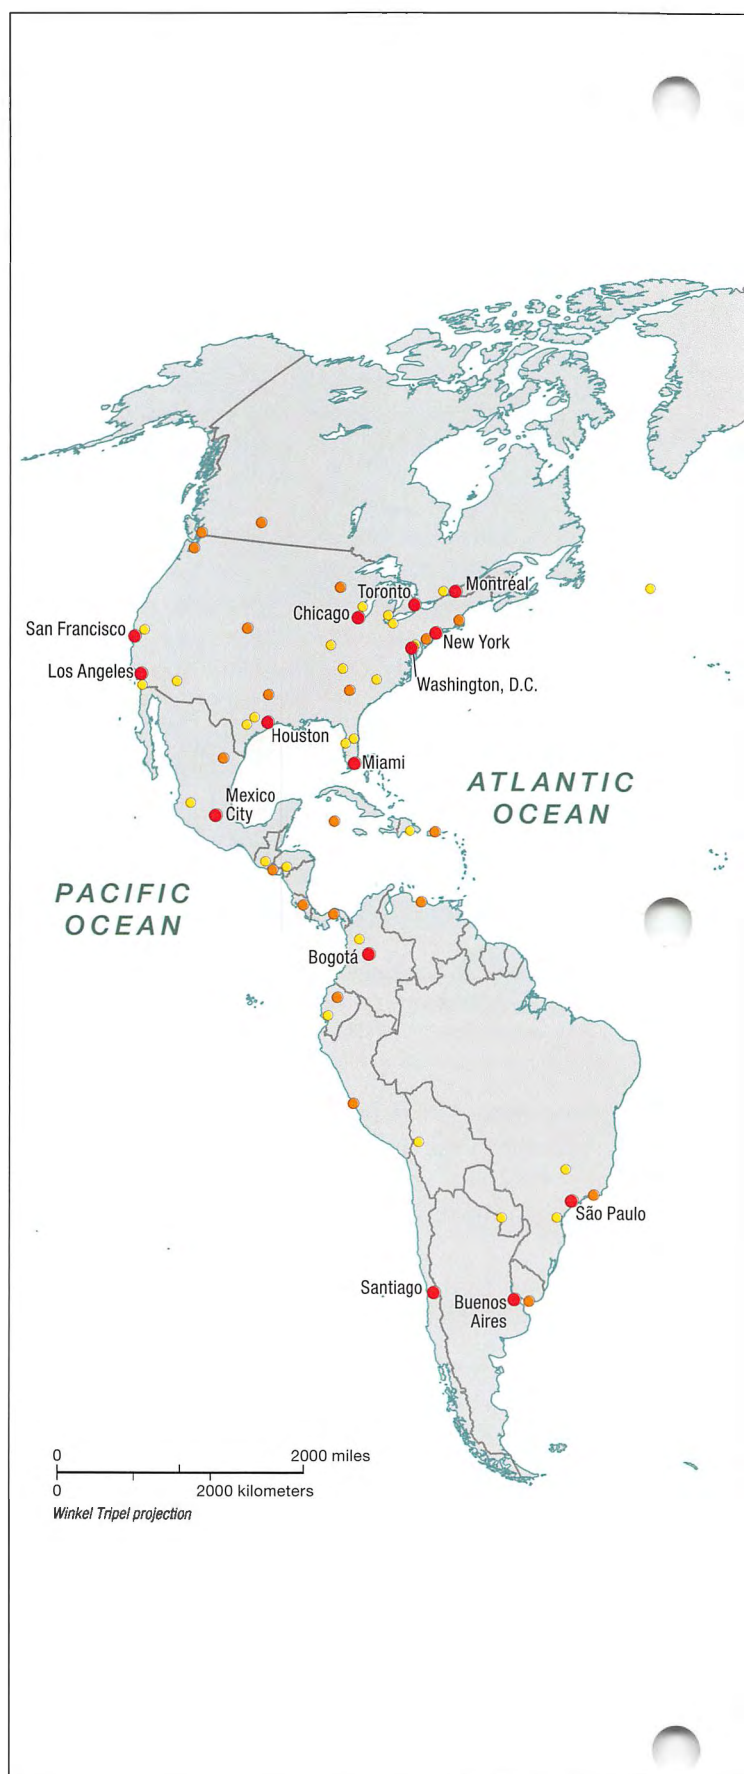 Toronto
Montréal
Chicago
San Francisco
New York
Los Angeles
Washington, D.C.
Houston
Miami
ATLANTIC
OCEAN
Mexico
City
PACIFIC
OCEAN
Bogotá
São Paulo
Santiago
Buenos
Aires
0
2000 miles
0
2000 kilometers
Winkel Tripel projection